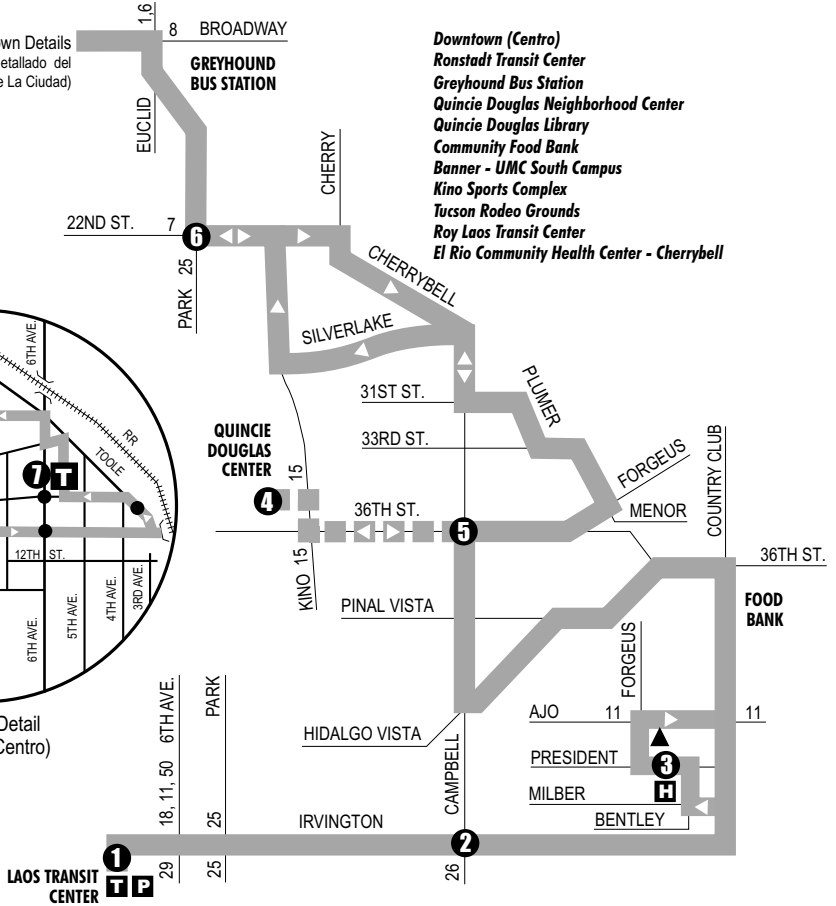 1,6
8 BROADWAY
GREYHOUND
BUS STATION
Details
del
La Ciudad)
EUCLID
CHERRY
Downtown (Centro)
Ronstadt Transit Center
Greyhound Bus Station
Quincie Douglas Neighborhood Center
Quincie Douglas Library
Community Food Bank
Banner - UMC South Campus
Kino Sports Complex
Tucson Rodeo Grounds
Roy Laos Transit Center
El Rio Community Health Center - Cherrybell
22ND ST. 7
6
PARK 25
CHERRYBELL
SILVERLAKE
6TH AVE.
RR
TOOLE
7 T
12TH ST.
6TH AVE.
5TH AVE.
4TH AVE.
3RD AVE.
Detail
31ST ST.
PLUMER
33RD ST.
QUINCIE
DOUGLAS
CENTER
4
15
36TH ST.
5
FORGEUS
MENOR
COUNTRY CLUB
36TH ST.
KINO 15
PINAL VISTA
FOOD
BANK
HIDALGO VISTA
CAMPBELL
FORGEUS
AJO 11
11
PRESIDENT
3
H
MILBER
BENTLEY
18, 11, 50 6TH AVE.
PARK
25
IRVINGTON
1
2
29
25
26
LAOS TRANSIT
CENTER
T P